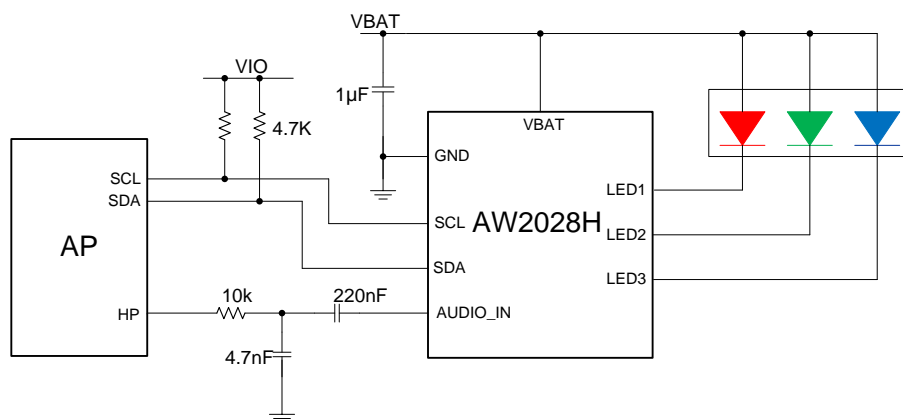 VBAT
VIO
1µF
4.7K
VBAT
GND
SCL
SDA
LED1
AP
SCL
AW2028H
LED2
SDA
LED3
10k
220nF
HP
AUDIO_IN
4.7nF